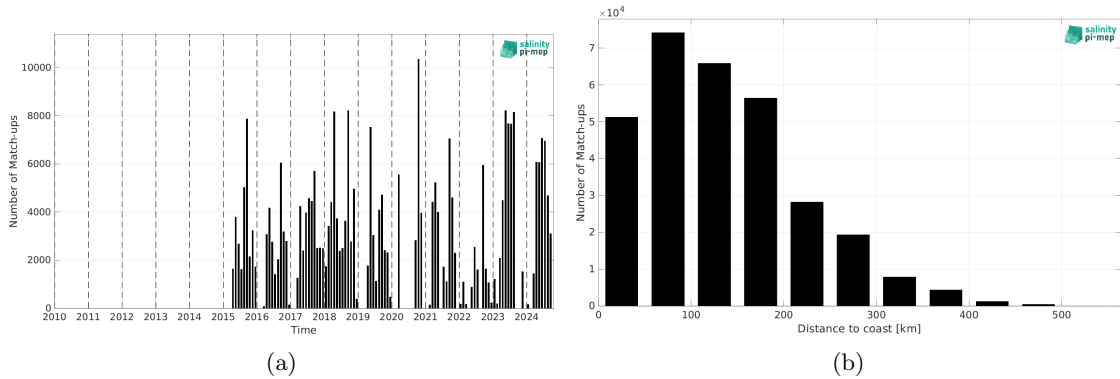 salinity
pi-mep
10000
8000
6000
4000
2000
0
Number of Match-ups
2010 2011 2012 2013 2014 2015 2016 2017 2018 2019 2020 2021 2022 2023 2024
Time
(a)
×10⁴
salinity
pi-mep
7
6
5
4
3
2
1
0
Number of Match-ups
0 100 200 300 400 500
Distance to coast [km]
(b)